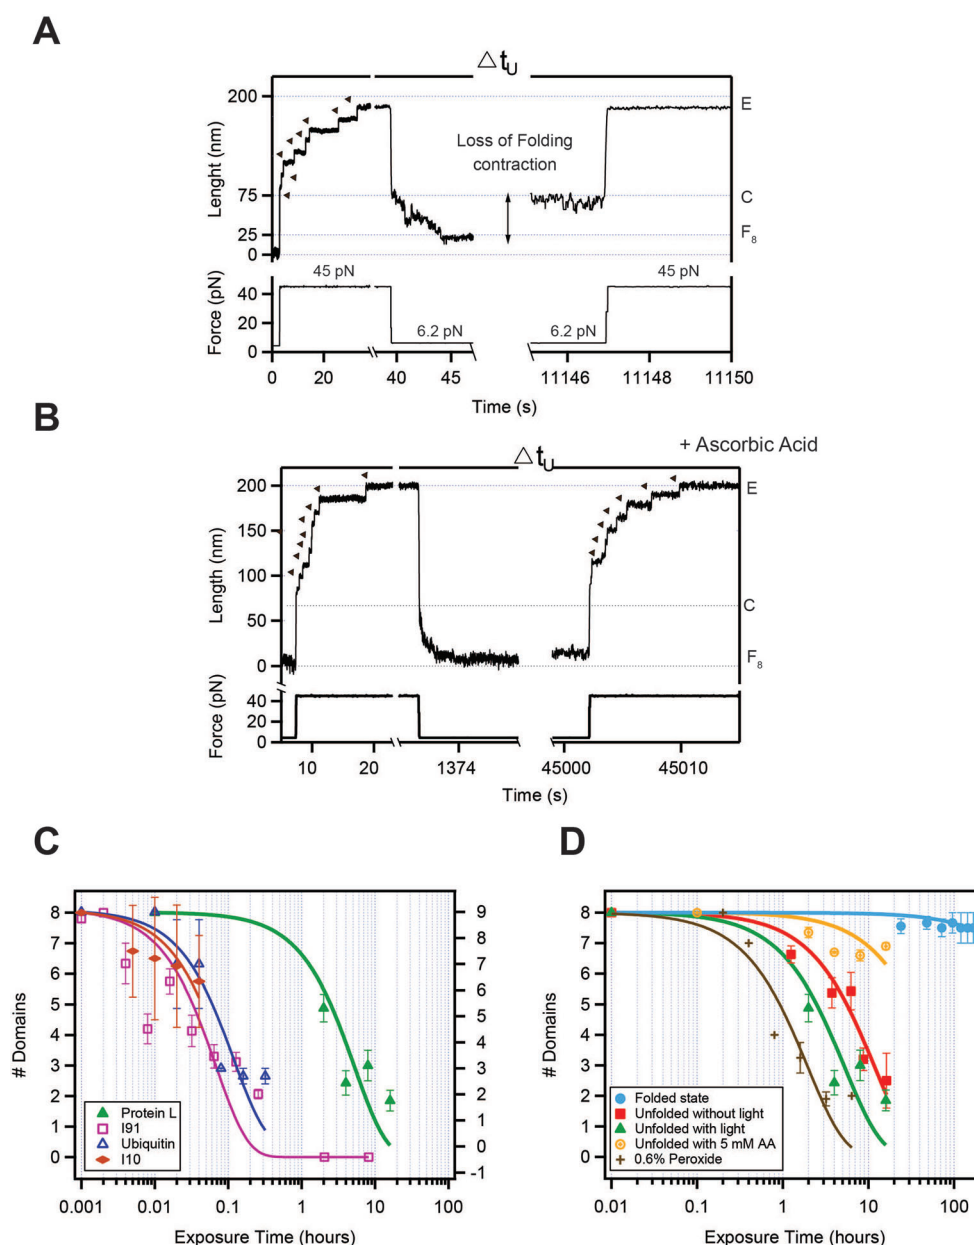 A
△ tU
200
75
25
0
Lenght (nm)
Loss of Folding
contraction
E
C
F8
45 pN
6.2 pN
6.2 pN
45 pN
40
20
0
Force (pN)
0 20 40 45 11146 11148 11150
Time (s)
B
△ tU
+ Ascorbic Acid
200
150
100
50
0
Length (nm)
E
C
F8
40
20
0
Force (pN)
10 20 1374 45000 45010
Time (s)
C
8
7
6
5
4
3
2
1
0
# Domains
9
8
7
6
5
4
3
2
1
0
-1
Protein L
I91
Ubiquitin
I10
0.001 0.01 0.1 1 10 100
Exposure Time (hours)
D
8
7
6
5
4
3
2
1
0
# Domains
Folded state
Unfolded without light
Unfolded with light
Unfolded with 5 mM AA
0.6% Peroxide
0.01 0.1 1 10 100
Exposure Time (hours)